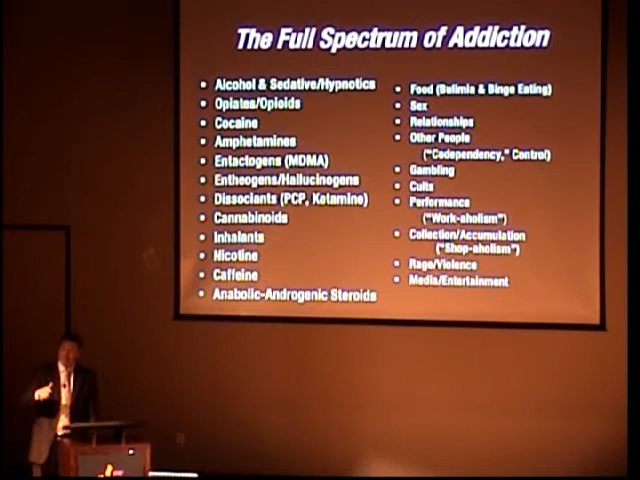 The Full Spectrum of Addiction
• Alcohol & Sedative/Hypnotics
• Opiates/Opioids
• Cocaine
• Amphetamines
• Entactogens (MDMA)
• Entheogens/Hallucinogens
• Dissociants (PCP, Ketamine)
• Cannabinoids
• Inhalants
• Nicotine
• Caffeine
• Anabolic-Androgenic Steroids
• Food (Bulimia & Binge Eating)
• Sex
• Relationships
• Other People
("Codependency," Control)
• Gambling
• Cults
• Performance
("Work-aholism")
• Collection/Accumulation
("Shop-aholism")
• Rage/Violence
• Media/Entertainment